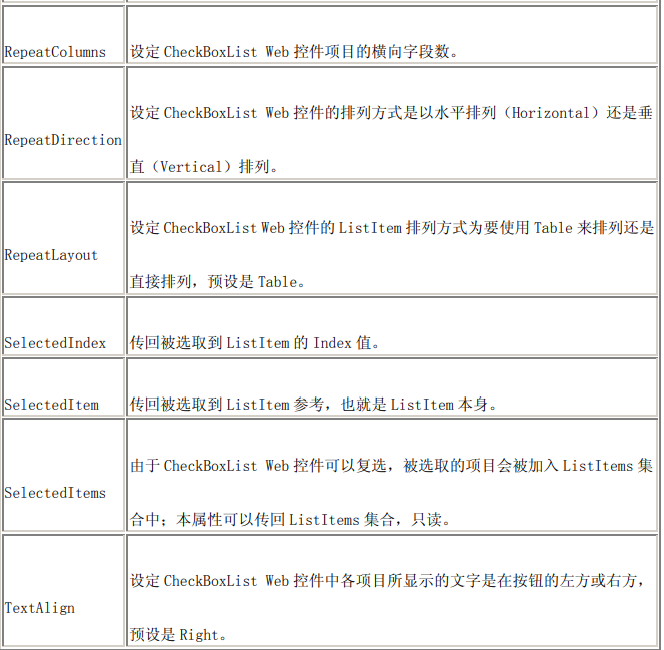 RepeatColumns
设定 CheckBoxList Web 控件项目的横向字段数。
RepeatDirection
设定 CheckBoxList Web 控件的排列方式是以水平排列（Horizontal）还是垂
直（Vertical）排列。
RepeatLayout
设定 CheckBoxList Web 控件的 ListItem 排列方式为要使用 Table 来排列还是
直接排列，预设是 Table。
SelectedIndex
传回被选取到 ListItem 的 Index 值。
SelectedItem
传回被选取到 ListItem 参考，也就是 ListItem 本身。
SelectedItems
由于 CheckBoxList Web 控件可以复选，被选取的项目会被加入 ListItems 集
合中；本属性可以传回 ListItems 集合，只读。
TextAlign
设定 CheckBoxList Web 控件中各项目所显示的文字是在按钮的左方或右方，
预设是 Right。